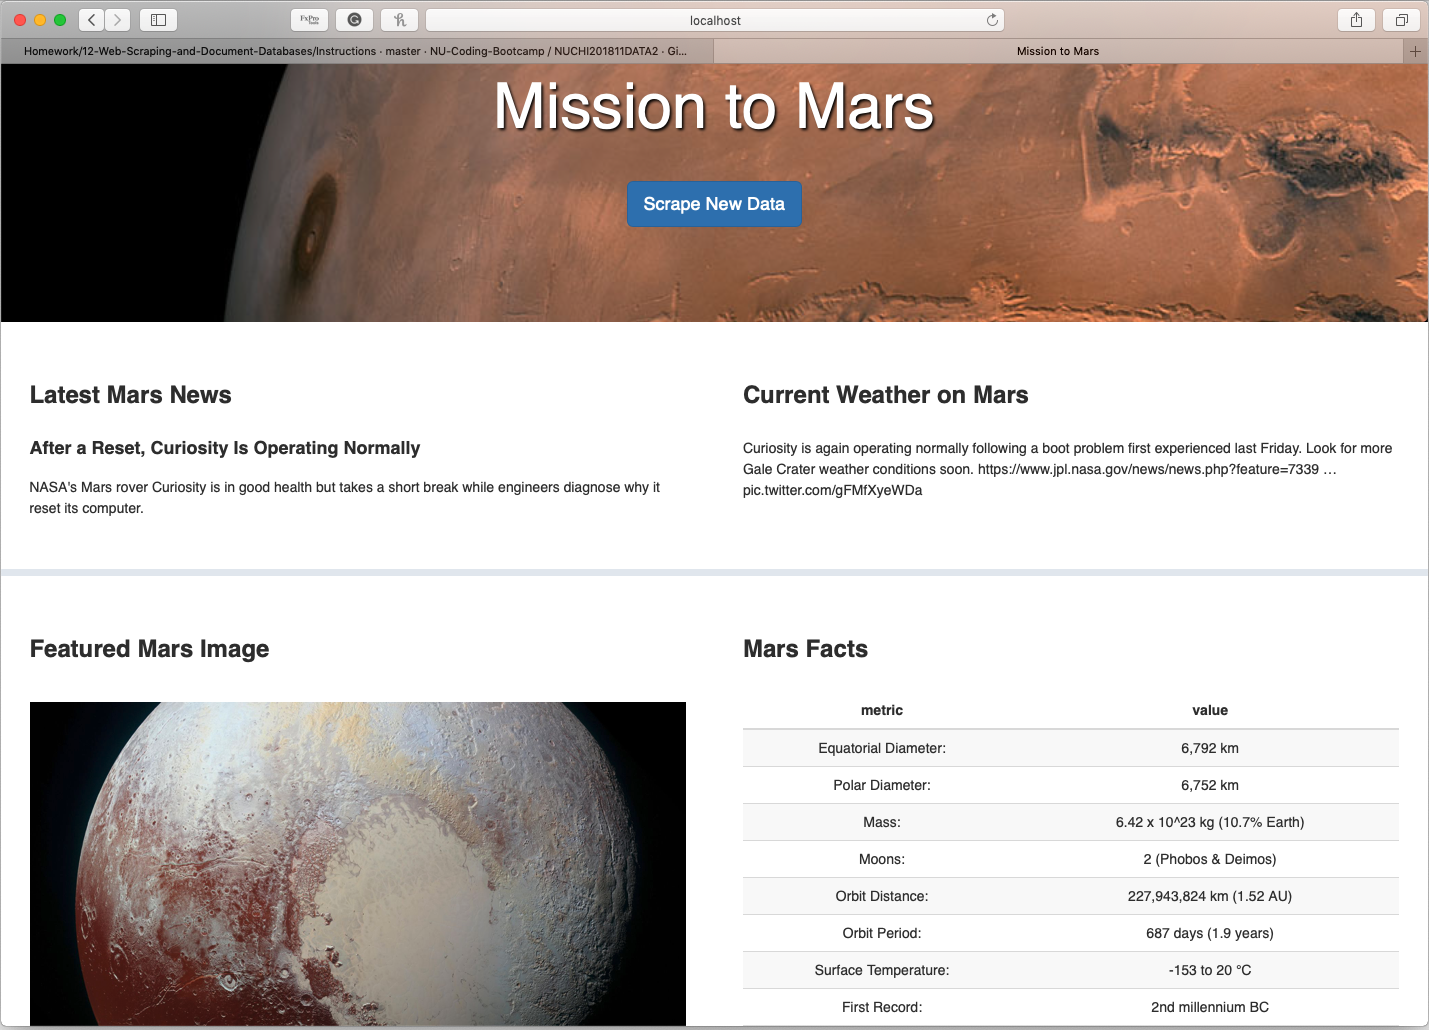 FxPro
localhost
Homework/12-Web-Scraping-and-Document-Databases/Instructions · master · NU-Coding-Bootcamp / NUCHI201811DATA2 · Gi...
Mission to Mars
Mission to Mars
Scrape New Data
Latest Mars News
After a Reset, Curiosity Is Operating Normally
NASA's Mars rover Curiosity is in good health but takes a short break while engineers diagnose why it
reset its computer.
Current Weather on Mars
Curiosity is again operating normally following a boot problem first experienced last Friday. Look for more
Gale Crater weather conditions soon. https://www.jpl.nasa.gov/news/news.php?feature=7339 …
pic.twitter.com/gFMfXyeWDa
Featured Mars Image
Mars Facts
metric value
Equatorial Diameter: 6,792 km
Polar Diameter: 6,752 km
Mass: 6.42 x 10^23 kg (10.7% Earth)
Moons: 2 (Phobos & Deimos)
Orbit Distance: 227,943,824 km (1.52 AU)
Orbit Period: 687 days (1.9 years)
Surface Temperature: -153 to 20 °C
First Record: 2nd millennium BC